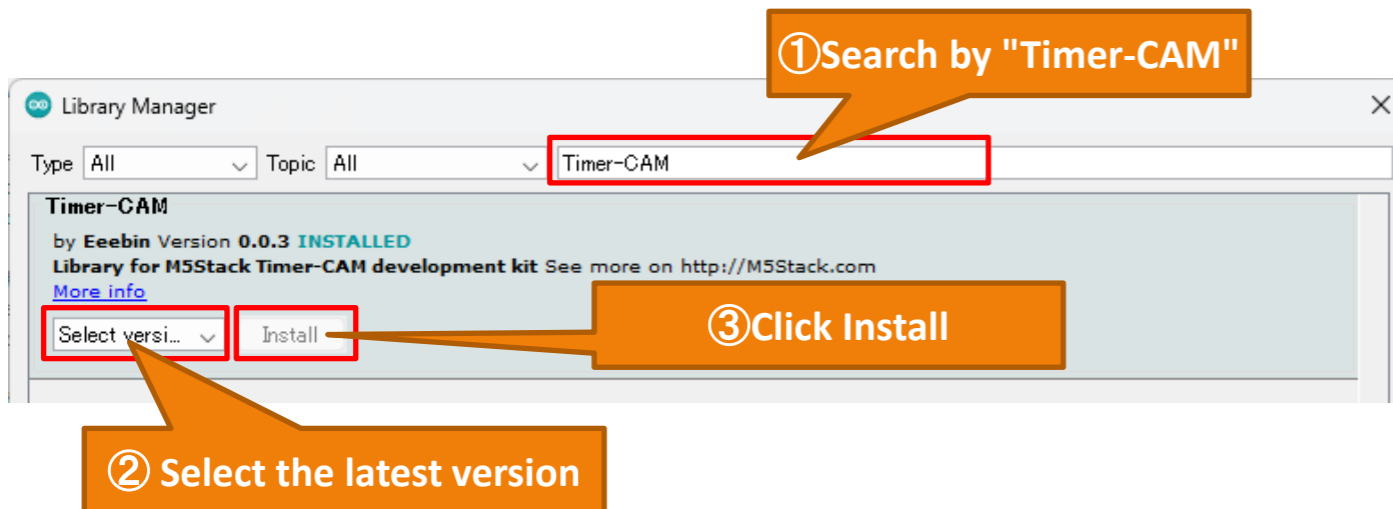 ①Search by "Timer-CAM"
Library Manager
Type All Topic All Timer-CAM
Timer-CAM
by Eeebin Version 0.0.3 INSTALLED
Library for M5Stack Timer-CAM development kit See more on http://M5Stack.com
More info
Select versi... Install
③Click Install
② Select the latest version